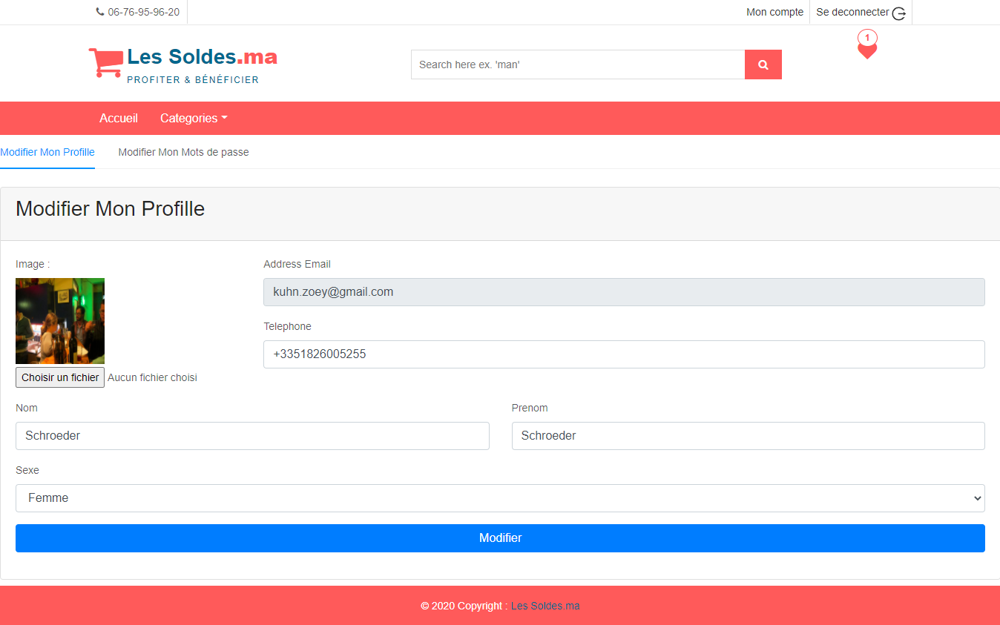 06-76-95-96-20
Mon compte
Se deconnecter
Les Soldes.ma
PROFITER & BÉNÉFICIER
Search here ex. 'man'
1
Accueil
Categories
Modifier Mon Profille
Modifier Mon Mots de passe
Modifier Mon Profille
Image :
Address Email
kuhn.zoey@gmail.com
Telephone
+3351826005255
Choisir un fichier Aucun fichier choisi
Nom
Prenom
Schroeder
Schroeder
Sexe
Femme
Modifier
© 2020 Copyright : Les Soldes.ma